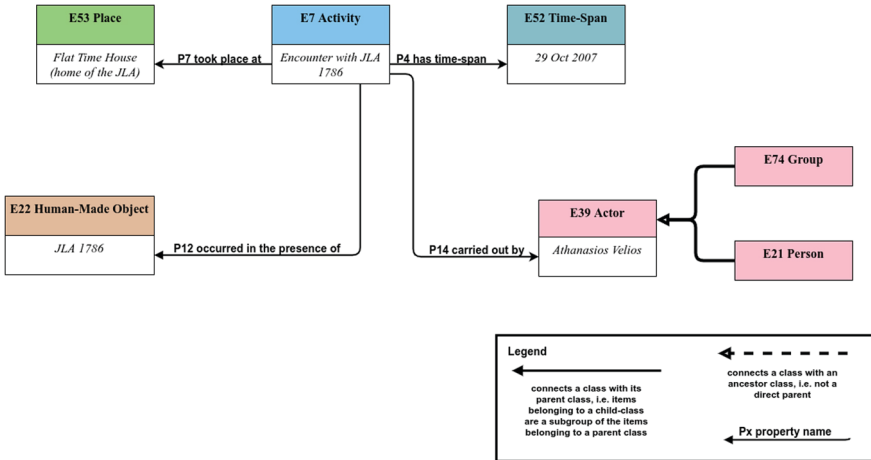 E53 Place
Flat Time House
(home of the JLA)
P7 took place at
E7 Activity
Encounter with JLA
1786
P4 has time-span
E52 Time-Span
29 Oct 2007
E22 Human-Made Object
JLA 1786
P12 occurred in the presence of
P14 carried out by
E39 Actor
Athanasios Velios
E74 Group
E21 Person
Legend
connects a class with its
parent class, i.e. items
belonging to a child-class
are a subgroup of the items
belonging to a parent class
connects a class with an
ancestor class, i.e. not a
direct parent
Px property name